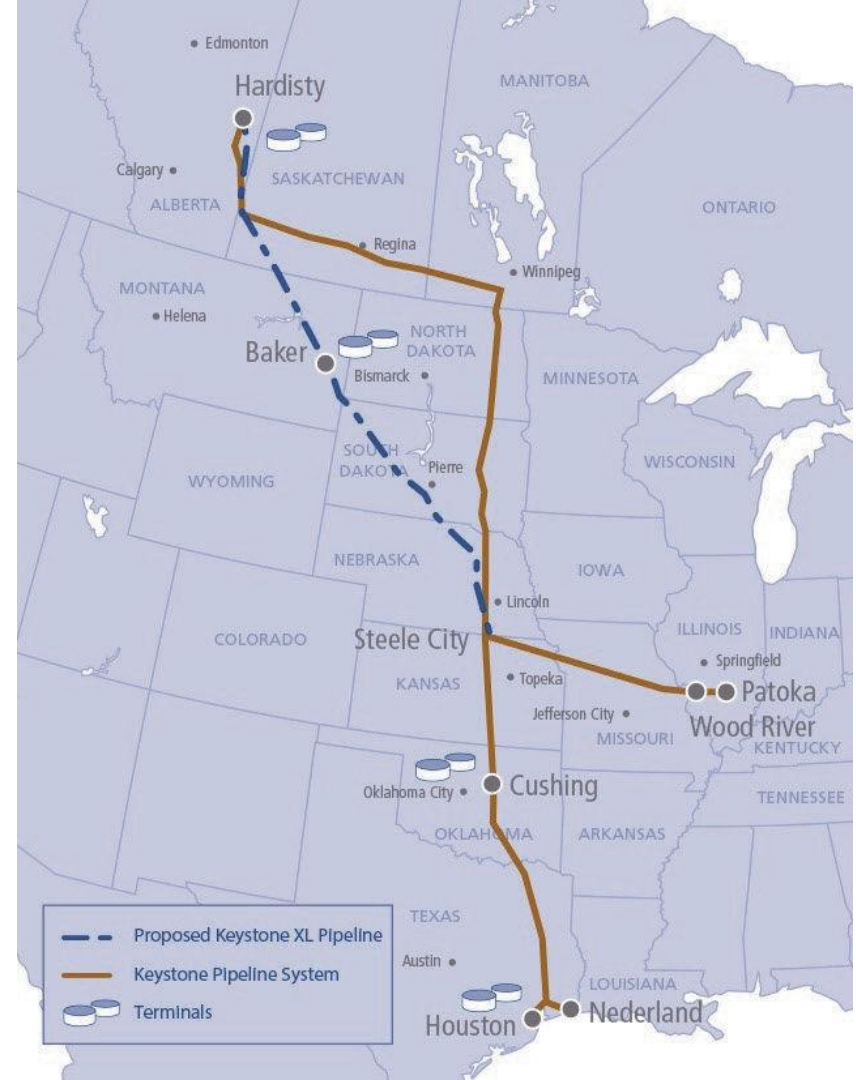 Edmonton
Hardisty
MANITOBA
Calgary
SASKATCHEWAN
ALBERTA
ONTARIO
Regina
Winnipeg
MONTANA
Helena
NORTH
DAKOTA
Baker
Bismarck
MINNESOTA
SOUTH
DAKOTA
Pierre
WISCONSIN
WYOMING
NEBRASKA
IOWA
Lincoln
Steele City
COLORADO
ILLINOIS
INDIANA
Springfield
KANSAS
Topeka
Patoka
Jefferson City
Wood River
MISSOURI
KENTUCKY
Cushing
Oklahoma City
TENNESSEE
OKLAHOMA
ARKANSAS
TEXAS
Proposed Keystone XL Pipeline
Keystone Pipeline System
Terminals
Austin
LOUISIANA
Houston
Nederland